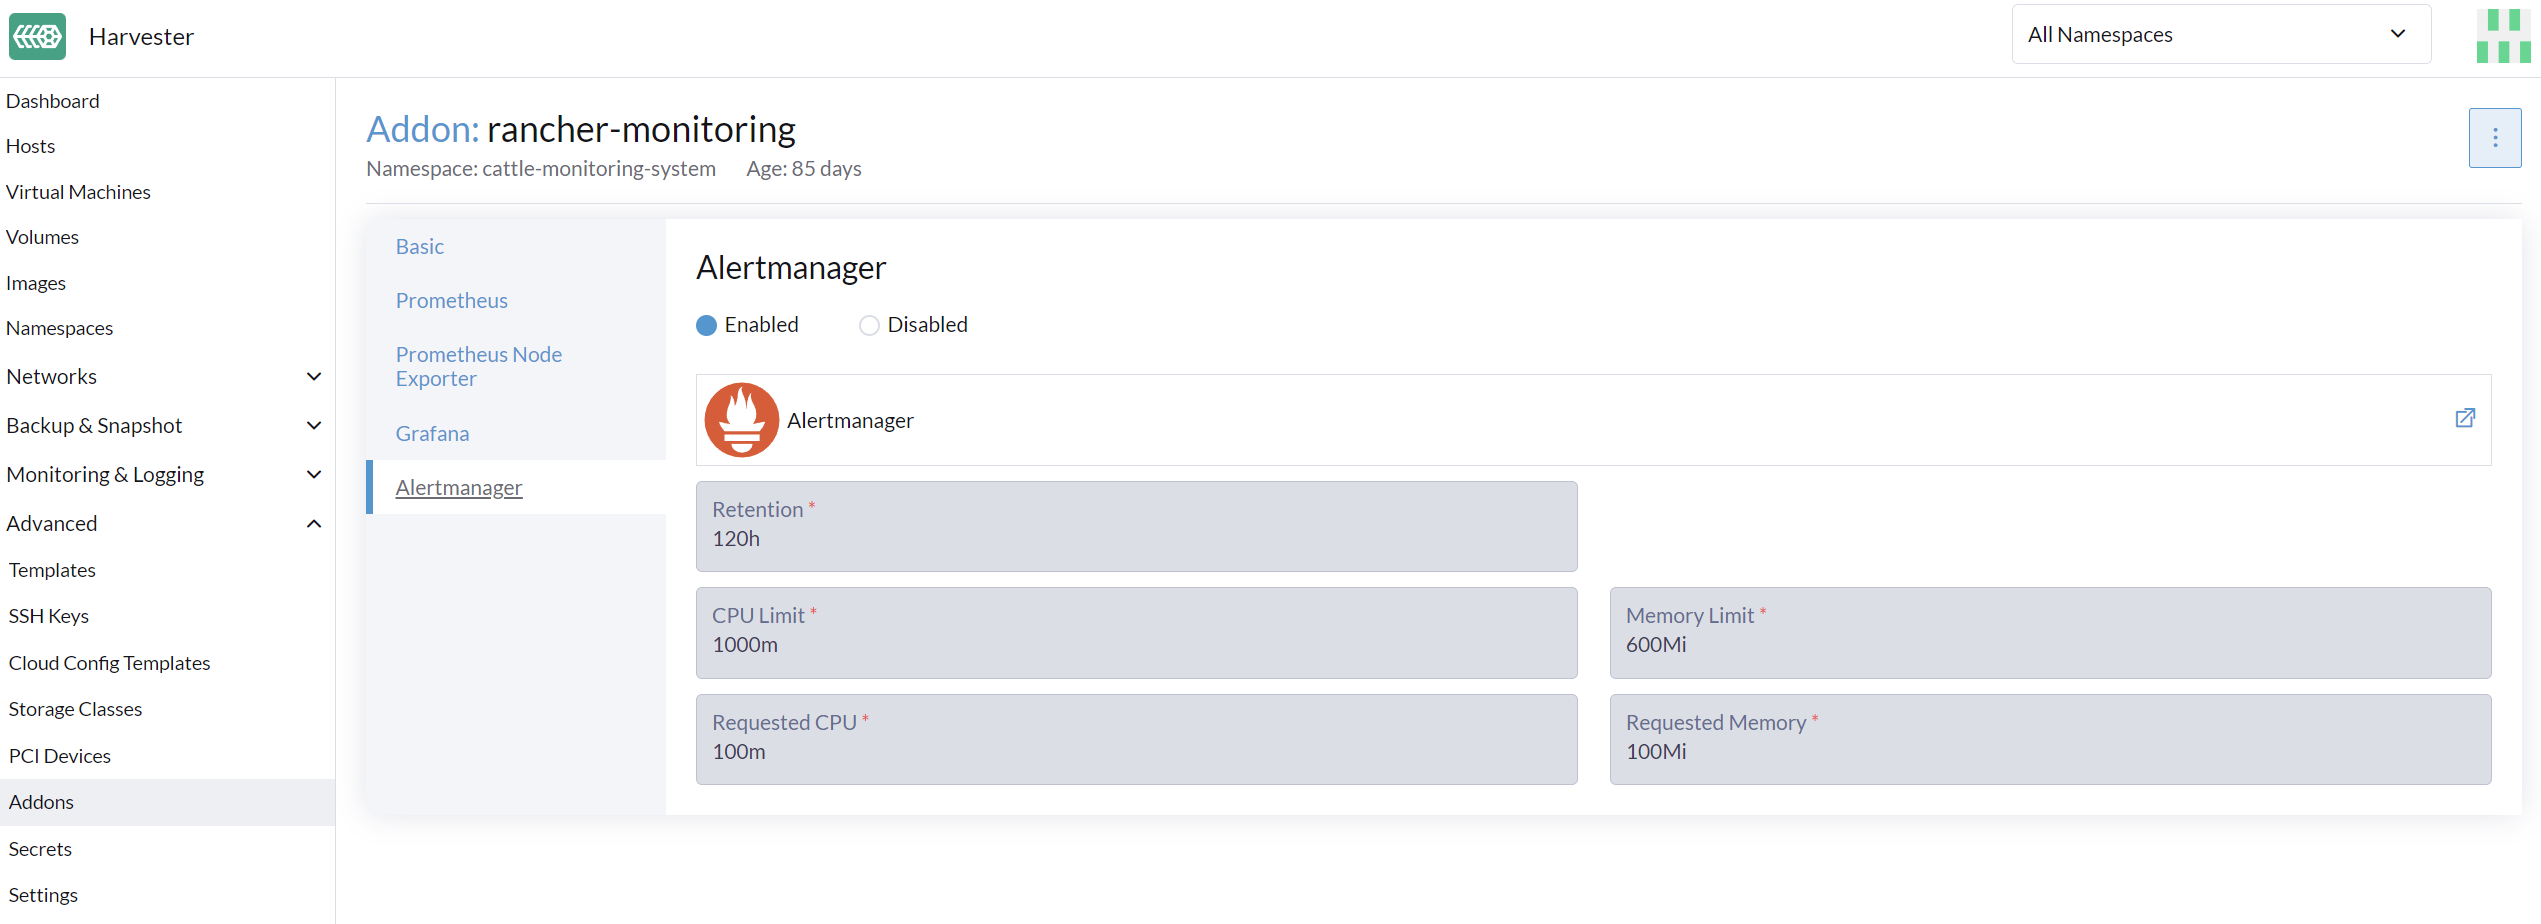 Harvester
All Namespaces
Dashboard
Hosts
Virtual Machines
Volumes
Images
Namespaces
Networks
Backup & Snapshot
Monitoring & Logging
Advanced
Templates
SSH Keys
Cloud Config Templates
Storage Classes
PCI Devices
Addons
Secrets
Settings
Addon: rancher-monitoring
Namespace: cattle-monitoring-system Age: 85 days
Basic
Prometheus
Prometheus Node
Exporter
Grafana
Alertmanager
Alertmanager
Enabled Disabled
Alertmanager
Retention *
120h
CPU Limit *
1000m
Memory Limit *
600Mi
Requested CPU *
100m
Requested Memory *
100Mi